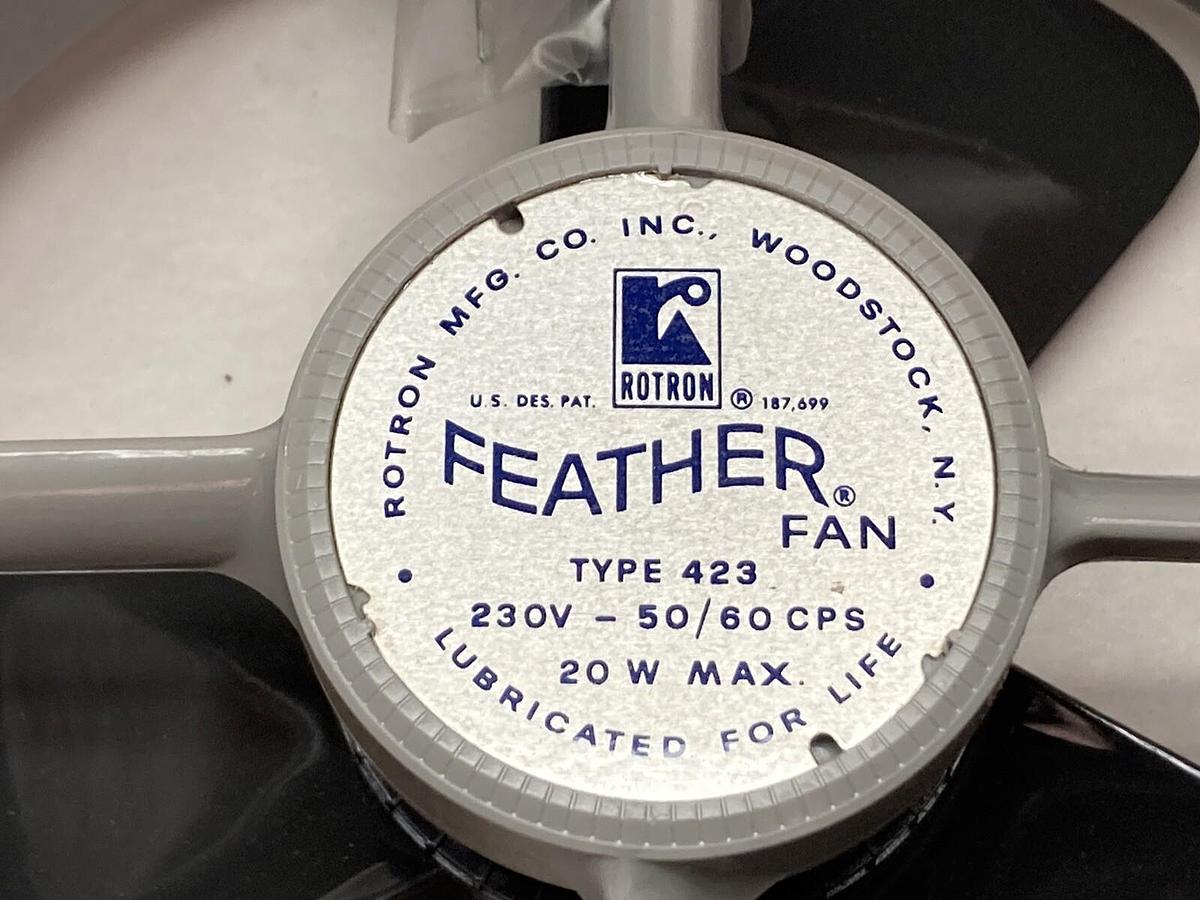 ROTRON MFG. CO. INC., WOODSTOCK, N.Y.
ROTRON
U.S. DES. PAT. ® 187,699
FEATHER®
FAN
TYPE 423
230V – 50/60 CPS
20 W MAX.
LUBRICATED FOR LIFE